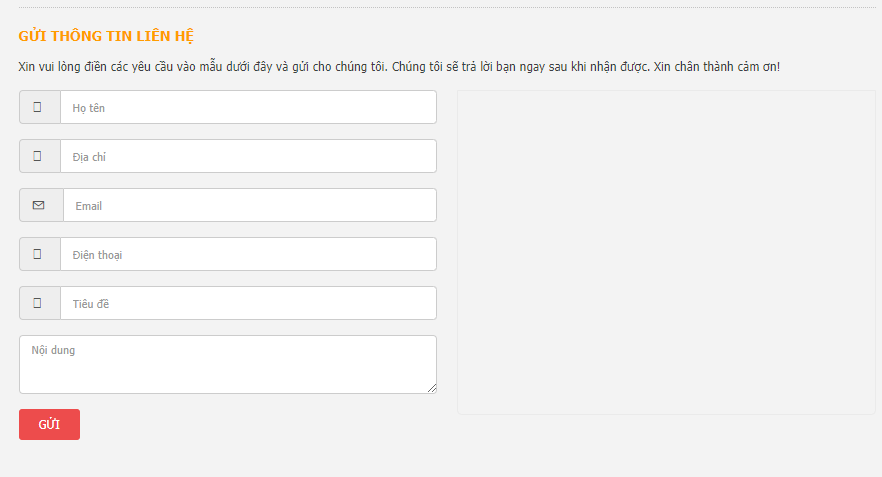 GỬI THÔNG TIN LIÊN HỆ
Xin vui lòng điền các yêu cầu vào mẫu dưới đây và gửi cho chúng tôi. Chúng tôi sẽ trả lời bạn ngay sau khi nhận được. Xin chân thành cảm ơn!
Họ tên
Địa chỉ
Email
Điện thoại
Tiêu đề
Nội dung
GỬI